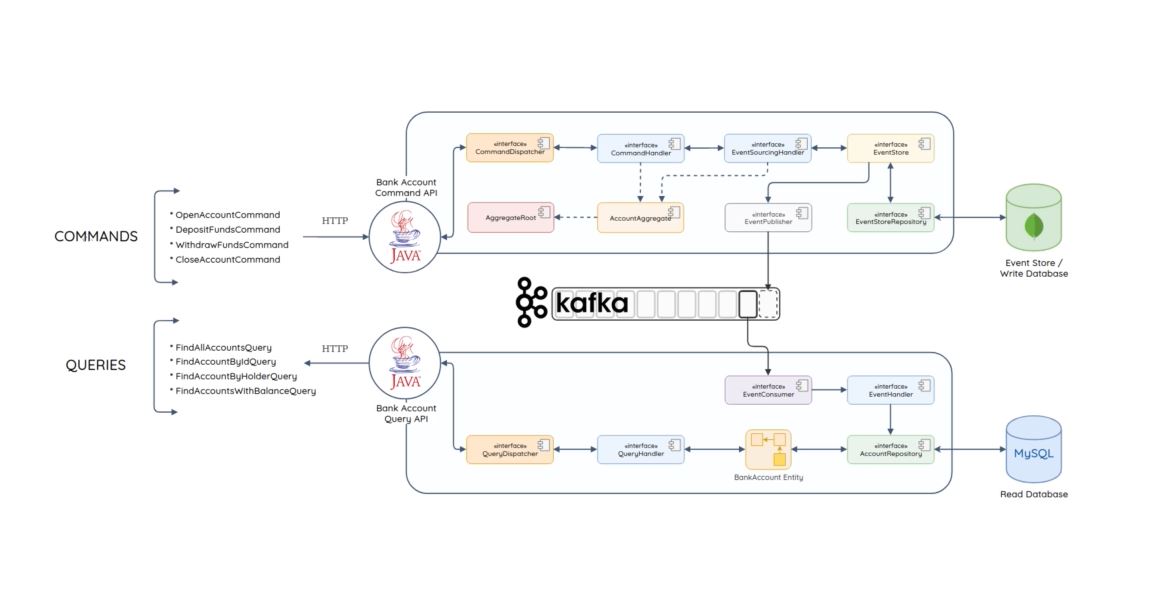 «interface»
CommandDispatcher
«interface»
CommandHandler
«interface»
EventSourcingHandler
«interface»
EventStore
Bank Account
Command API
COMMANDS
* OpenAccountCommand
* DepositFundsCommand
* WithdrawFundsCommand
* CloseAccountCommand
HTTP
JAVA
AggregateRoot
AccountAggregate
«interface»
EventPublisher
«interface»
EventStoreRepository
Event Store /
Write Database
kafka
QUERIES
* FindAllAccountsQuery
* FindAccountByIdQuery
* FindAccountByHolderQuery
* FindAccountsWithBalanceQuery
HTTP
JAVA
Bank Account
Query API
«interface»
EventConsumer
«interface»
EventHandler
«interface»
QueryDispatcher
«interface»
QueryHandler
BankAccount Entity
«interface»
AccountRepository
MySQL
Read Database